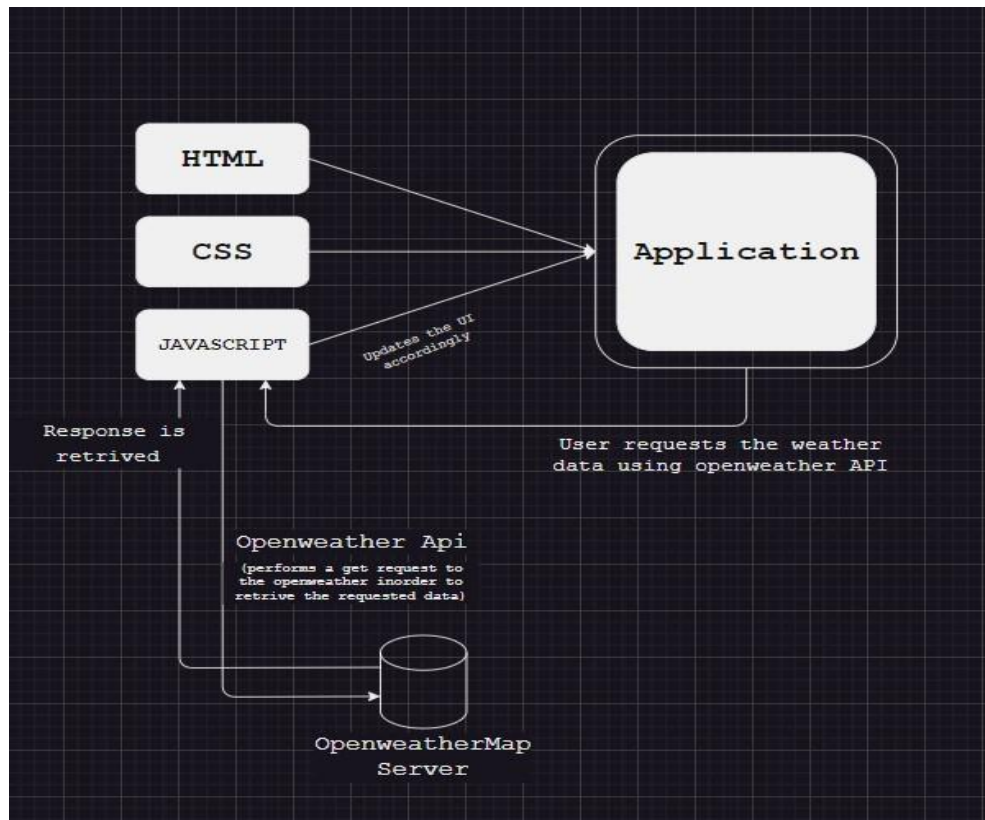 HTML
CSS
JAVASCRIPT
Application
Updates the UI
accordingly
Response is
retrived
User requests the weather
data using openweather API
Openweather Api
(performs a get request to
the openweather inorder to
retrive the requested data)
OpenweatherMap
Server